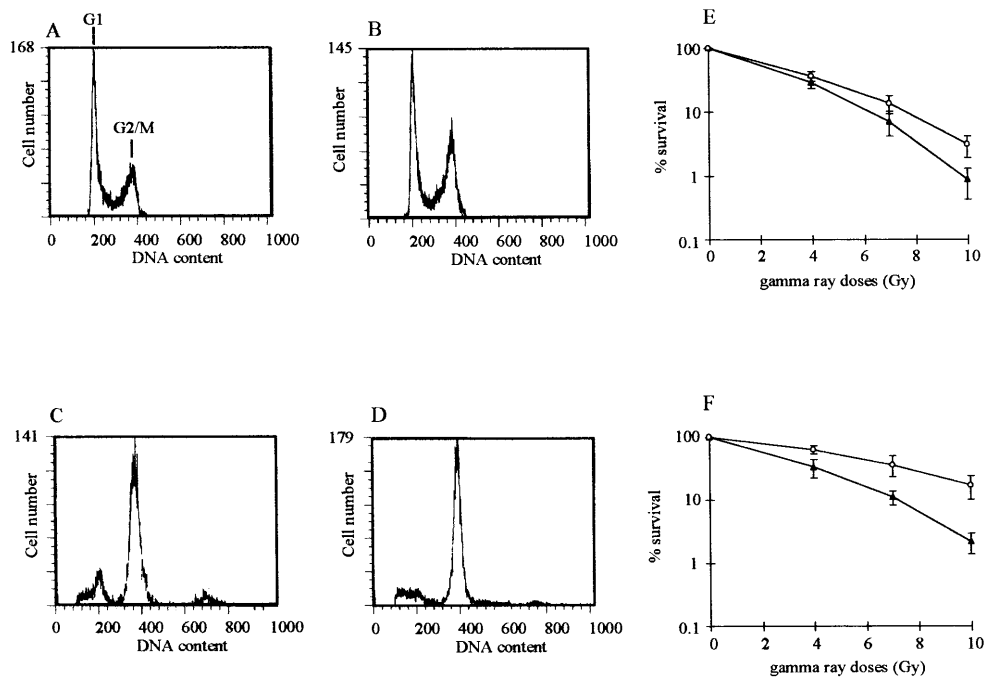 A
G1
168
G2/M
Cell number
0 200 400 600 800 1000
DNA content
B
145
Cell number
0 200 400 600 800 1000
DNA content
E
100
10
1
0.1
% survival
0 2 4 6 8 10
gamma ray doses (Gy)
C
141
Cell number
0 200 400 600 800 1000
DNA content
D
179
Cell number
0 200 400 600 800 1000
DNA content
F
100
10
1
0.1
% survival
0 2 4 6 8 10
gamma ray doses (Gy)